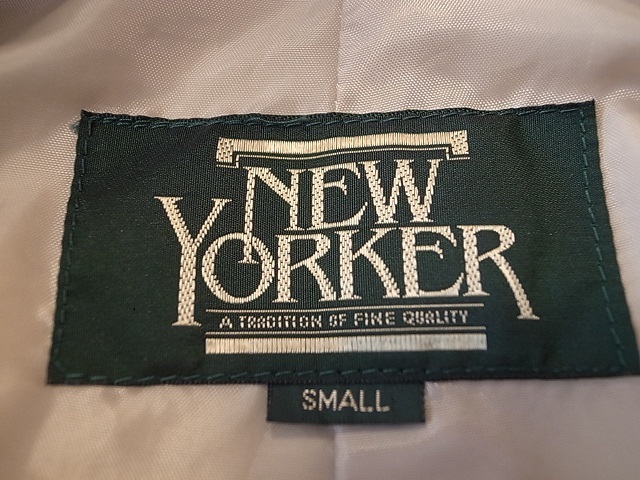 NEW
YORKER
A TRADITION OF FINE QUALITY
SMALL